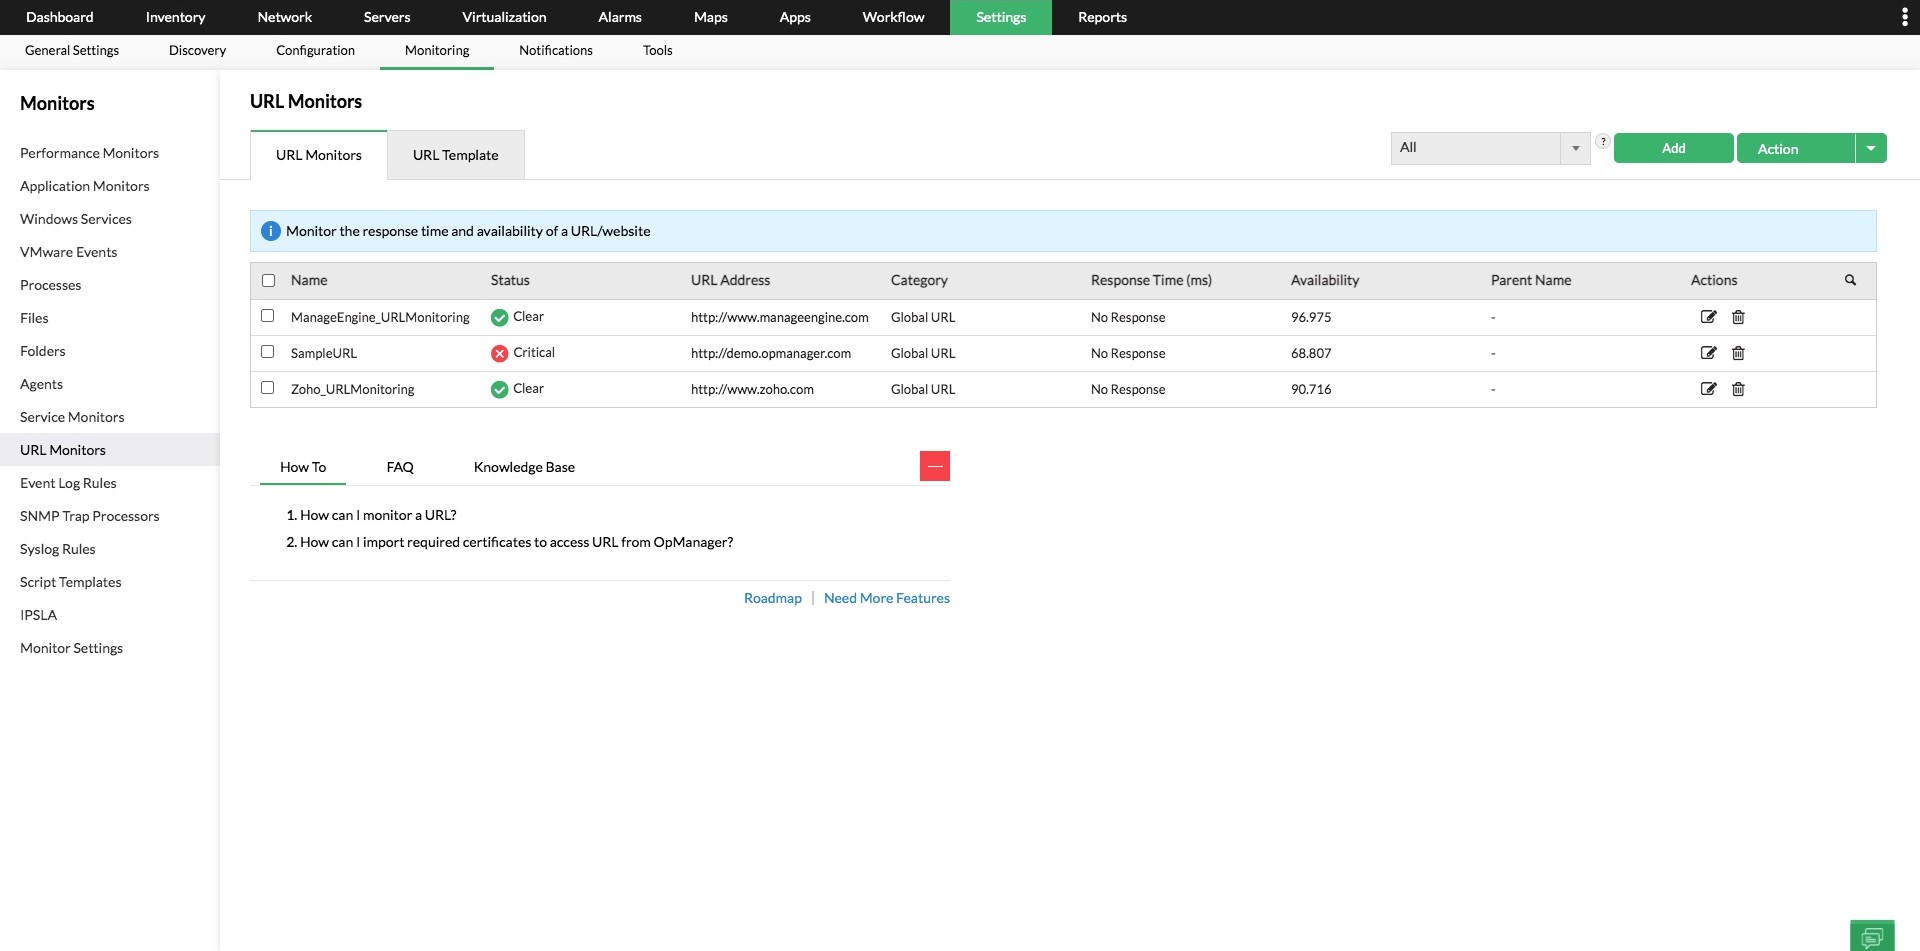 Dashboard Inventory Network Servers Virtualization Alarms Maps Apps Workflow Settings Reports
General Settings Discovery Configuration Monitoring Notifications Tools
Monitors
Performance Monitors
Application Monitors
Windows Services
VMware Events
Processes
Files
Folders
Agents
Service Monitors
URL Monitors
Event Log Rules
SNMP Trap Processors
Syslog Rules
Script Templates
IPSLA
Monitor Settings
URL Monitors
URL Monitors URL Template All ? Add Action
i Monitor the response time and availability of a URL/website
Name Status URL Address Category Response Time (ms) Availability Parent Name Actions
ManageEngine_URLMonitoring Clear http://www.manageengine.com Global URL No Response 96.975 -
SampleURL Critical http://demo.opmanager.com Global URL No Response 68.807 -
Zoho_URLMonitoring Clear http://www.zoho.com Global URL No Response 90.716 -
How To FAQ Knowledge Base
1. How can I monitor a URL?
2. How can I import required certificates to access URL from OpManager?
Roadmap | Need More Features